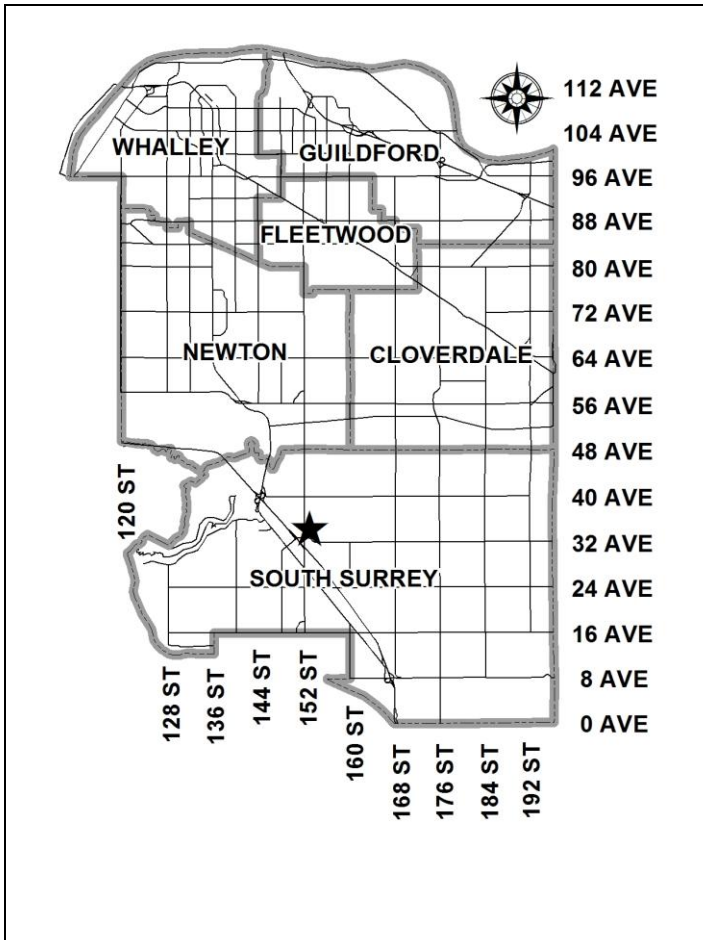 112 AVE
104 AVE
WHALLEY
GUILDFORD
96 AVE
88 AVE
FLEETWOOD
80 AVE
72 AVE
NEWTON
CLOVERDALE
64 AVE
56 AVE
48 AVE
120 ST
40 AVE
32 AVE
SOUTH SURREY
24 AVE
16 AVE
8 AVE
0 AVE
128 ST
136 ST
144 ST
152 ST
160 ST
168 ST
176 ST
184 ST
192 ST